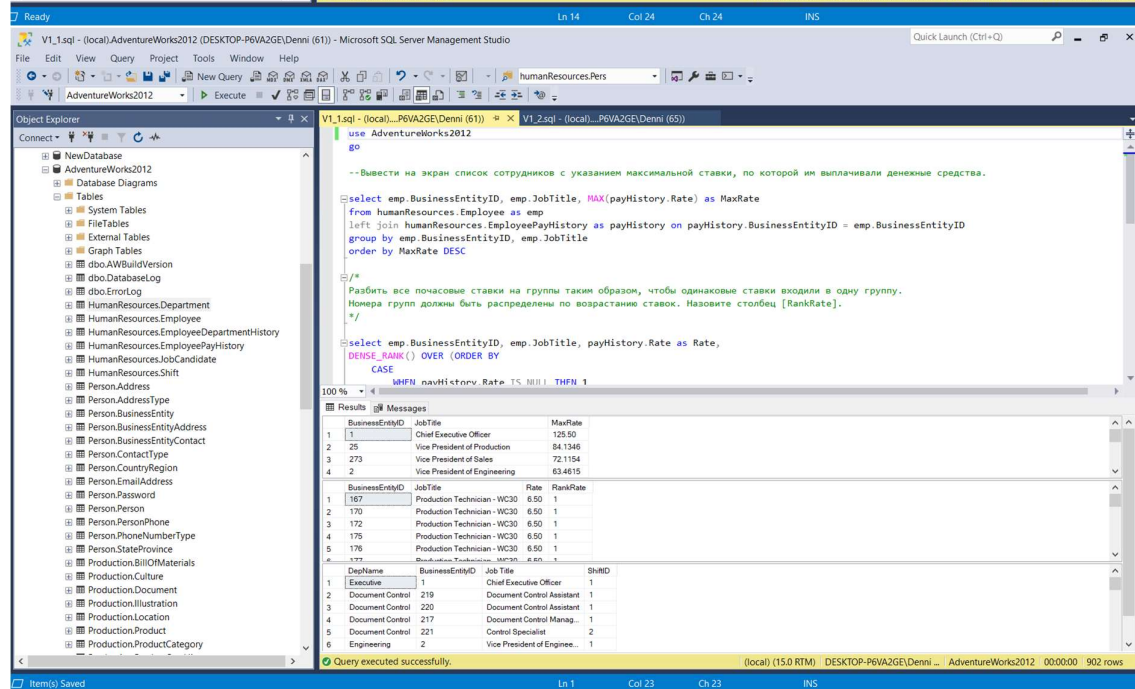 Ready Ln 14 Col 24 Ch 24 INS
V1_1.sql - (local).AdventureWorks2012 (DESKTOP-P6VA2GE\Denni (61)) - Microsoft SQL Server Management Studio
Quick Launch (Ctrl+Q)
File Edit View Query Project Tools Window Help
New Query
humanResources.Pers
AdventureWorks2012
Execute
Object Explorer
Connect
NewDatabase
AdventureWorks2012
Database Diagrams
Tables
System Tables
FileTables
External Tables
Graph Tables
dbo.AWBuildVersion
dbo.DatabaseLog
dbo.ErrorLog
HumanResources.Department
HumanResources.Employee
HumanResources.EmployeeDepartmentHistory
HumanResources.EmployeePayHistory
HumanResources.JobCandidate
HumanResources.Shift
Person.Address
Person.AddressType
Person.BusinessEntity
Person.BusinessEntityAddress
Person.BusinessEntityContact
Person.ContactType
Person.CountryRegion
Person.EmailAddress
Person.Password
Person.Person
Person.PersonPhone
Person.PhoneNumberType
Person.StateProvince
Production.BillOfMaterials
Production.Culture
Production.Document
Production.Illustration
Production.Location
Production.Product
Production.ProductCategory
V1_1.sql - (local)....P6VA2GE\Denni (61)) V1_2.sql - (local)....P6VA2GE\Denni (65))
use AdventureWorks2012
go
--Вывести на экран список сотрудников с указанием максимальной ставки, по которой им выплачивали денежные средства.
select emp.BusinessEntityID, emp.JobTitle, MAX(payHistory.Rate) as MaxRate
from humanResources.Employee as emp
left join humanResources.EmployeePayHistory as payHistory on payHistory.BusinessEntityID = emp.BusinessEntityID
group by emp.BusinessEntityID, emp.JobTitle
order by MaxRate DESC
/*
Разбить все почасовые ставки на группы таким образом, чтобы одинаковые ставки входили в одну группу.
Номера групп должны быть распределены по возрастанию ставок. Назовите столбец [RankRate].
*/
select emp.BusinessEntityID, emp.JobTitle, payHistory.Rate as Rate,
DENSE_RANK() OVER (ORDER BY
CASE
WHEN payHistory.Rate IS NULL THEN 1
100 %
Results Messages
BusinessEntityID JobTitle MaxRate
1 1 Chief Executive Officer 125.50
2 25 Vice President of Production 84.1346
3 273 Vice President of Sales 72.1154
4 2 Vice President of Engineering 63.4615
BusinessEntityID JobTitle Rate RankRate
1 167 Production Technician - WC30 6.50 1
2 170 Production Technician - WC30 6.50 1
3 172 Production Technician - WC30 6.50 1
4 175 Production Technician - WC30 6.50 1
5 176 Production Technician - WC30 6.50 1
6 177 Production Technician - WC30 6.50 1
DepName BusinessEntityID Job Title ShiftID
1 Executive 1 Chief Executive Officer 1
2 Document Control 219 Document Control Assistant 1
3 Document Control 220 Document Control Assistant 1
4 Document Control 217 Document Control Manag... 1
5 Document Control 221 Control Specialist 2
6 Engineering 2 Vice President of Enginee... 1
Query executed successfully. (local) (15.0 RTM) DESKTOP-P6VA2GE\Denni ... AdventureWorks2012 00:00:00 902 rows
Item(s) Saved Ln 1 Col 23 Ch 23 INS